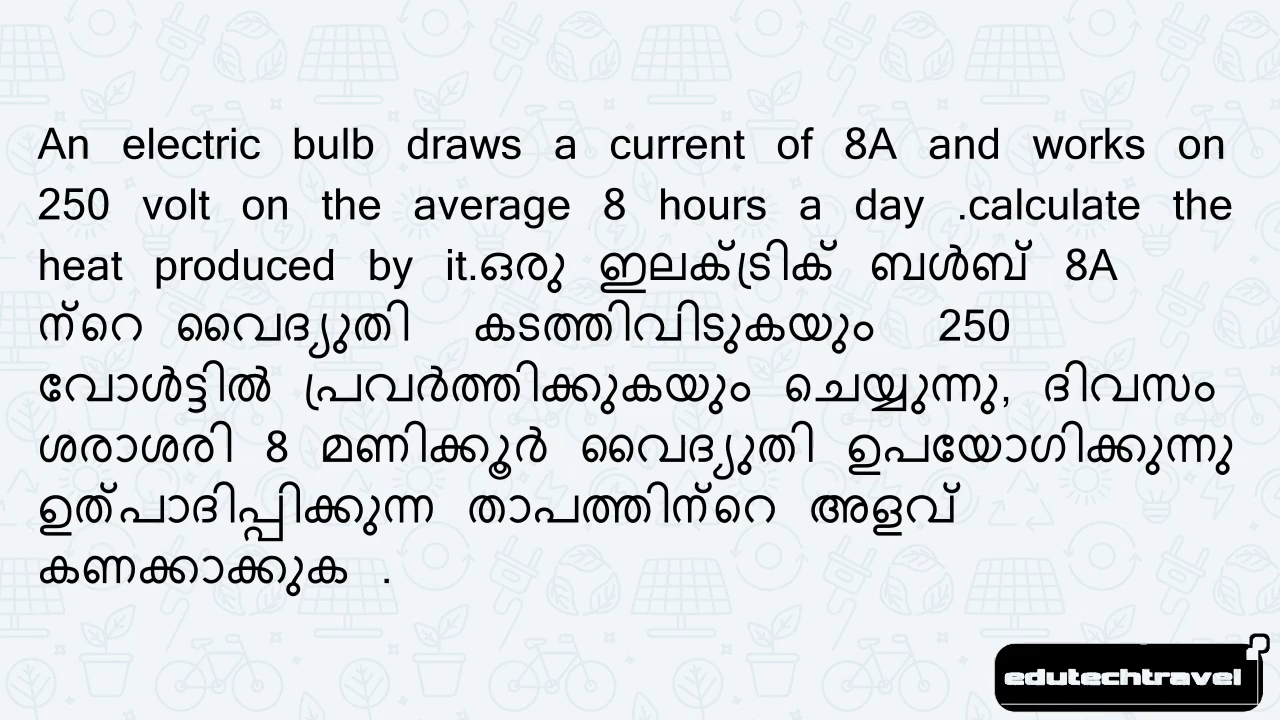 An electric bulb draws a current of 8A and works on
250 volt on the average 8 hours a day .calculate the
heat produced by it.ഒരു ഇലക്ട്രിക് ബൾബ് 8A
ന്റെ വൈദ്യുതി കടത്തിവിടുകയും 250
വോൾട്ടിൽ പ്രവർത്തിക്കുകയും ചെയ്യുന്നു, ദിവസം
ശരാശരി 8 മണിക്കൂർ വൈദ്യുതി ഉപയോഗിക്കുന്നു
ഉത്പാദിപ്പിക്കുന്ന താപത്തിന്റെ അളവ്
കണക്കാക്കുക .
edutechtravel